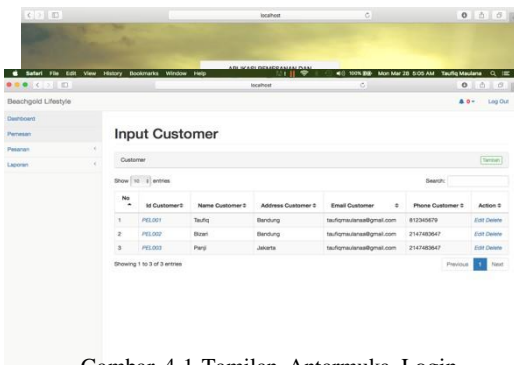 localhost
APLIKASI PEMESANAN DAN
Safari File Edit View History Bookmarks Window Help 100% Mon Mar 28 5:05 AM Taufiq Maulana
localhost
Beachgold Lifestyle Log Out
Dashboard
Pemesan
Pesanan
Laporan
Input Customer
Customer Tambah
Show 10 entries Search:
No Id Customer Name Customer Address Customer Email Customer Phone Customer Action
1 PEL001 Taufiq Bandung taufiqmaulanaa@gmail.com 812345679 Edit Delete
2 PEL002 Bizari Bandung taufiqmaulanaa@gmail.com 2147483647 Edit Delete
3 PEL003 Panji Jakarta taufiqmaulanaa@gmail.com 2147483647 Edit Delete
Showing 1 to 3 of 3 entries Previous 1 Next
Gambar 4 1 Tampilan Antarmuka Login